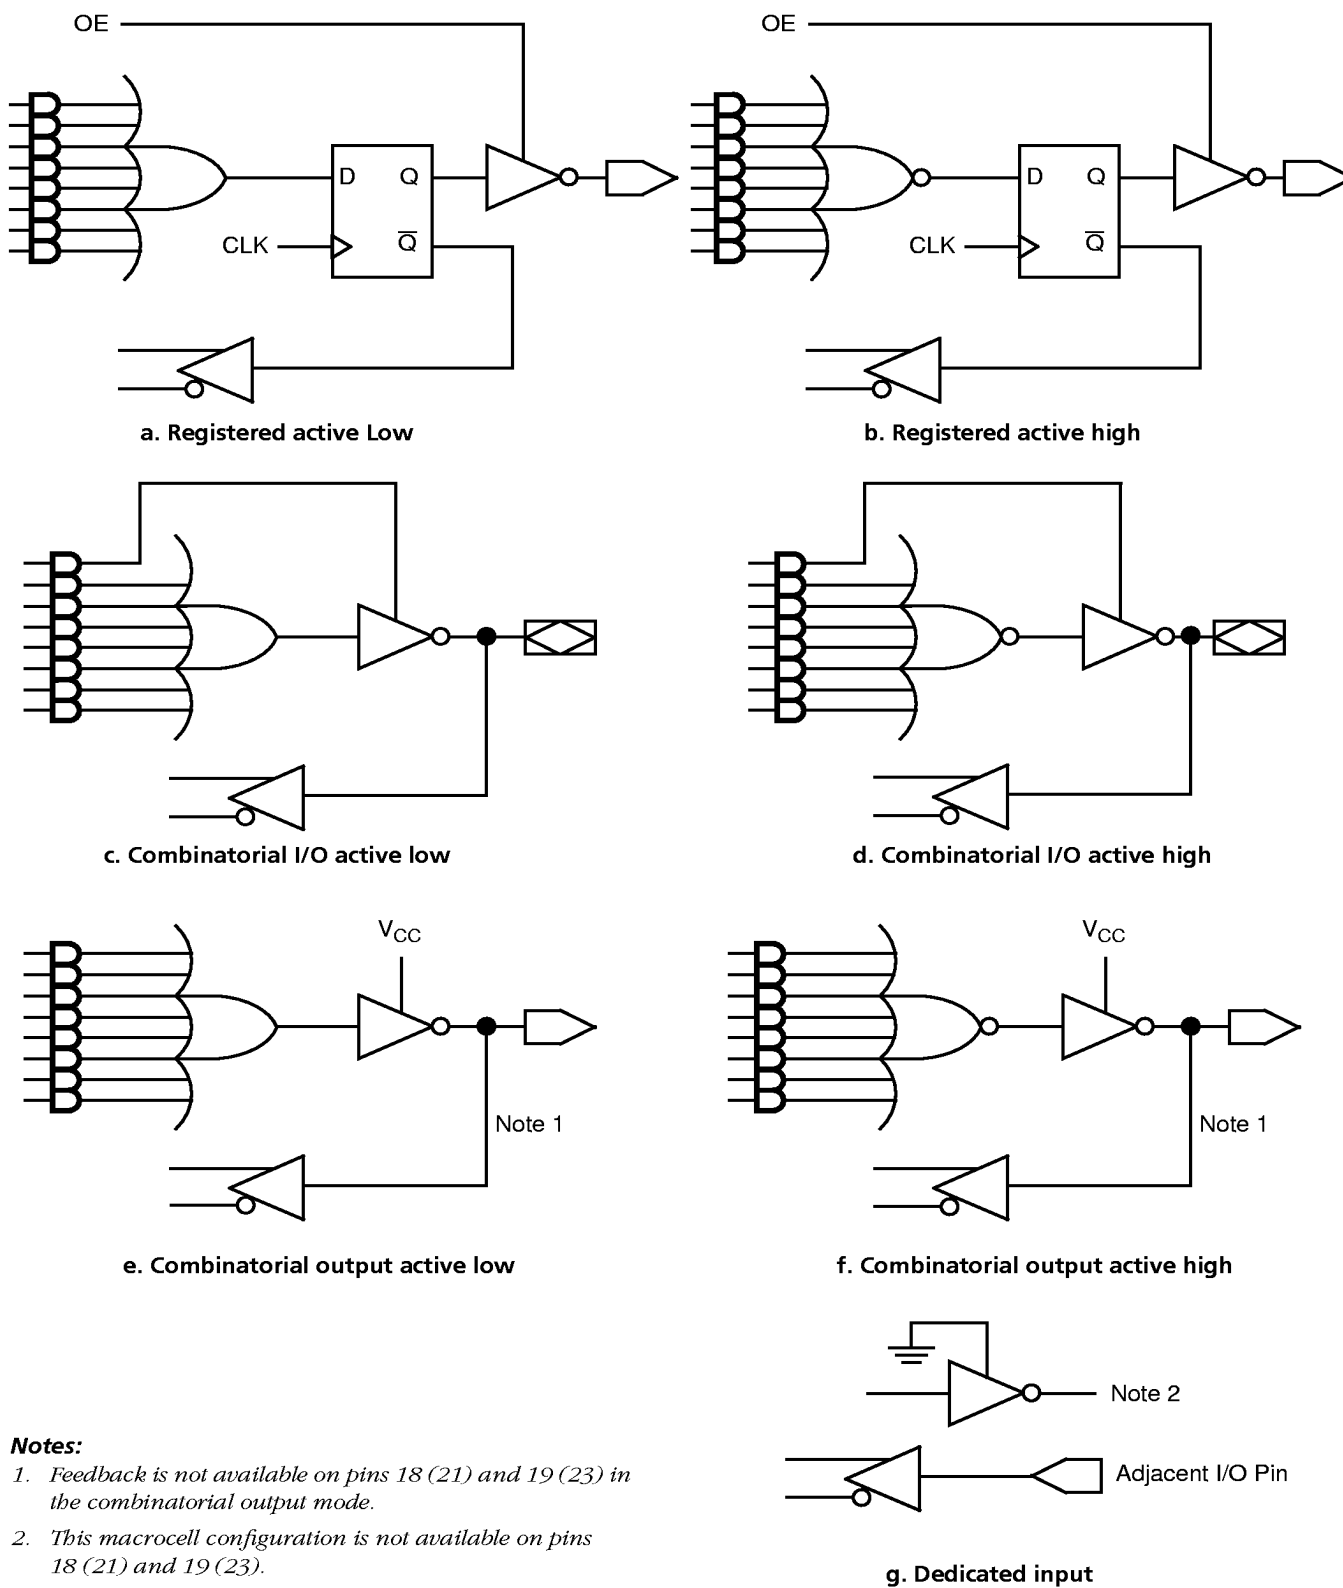 OE
D Q
CLK
Q
a. Registered active Low
OE
D Q
CLK
Q
b. Registered active high
c. Combinatorial I/O active low
d. Combinatorial I/O active high
VCC
Note 1
e. Combinatorial output active low
VCC
Note 1
f. Combinatorial output active high
Note 2
Adjacent I/O Pin
g. Dedicated input
Notes:
1. Feedback is not available on pins 18 (21) and 19 (23) in
the combinatorial output mode.
2. This macrocell configuration is not available on pins
18 (21) and 19 (23).